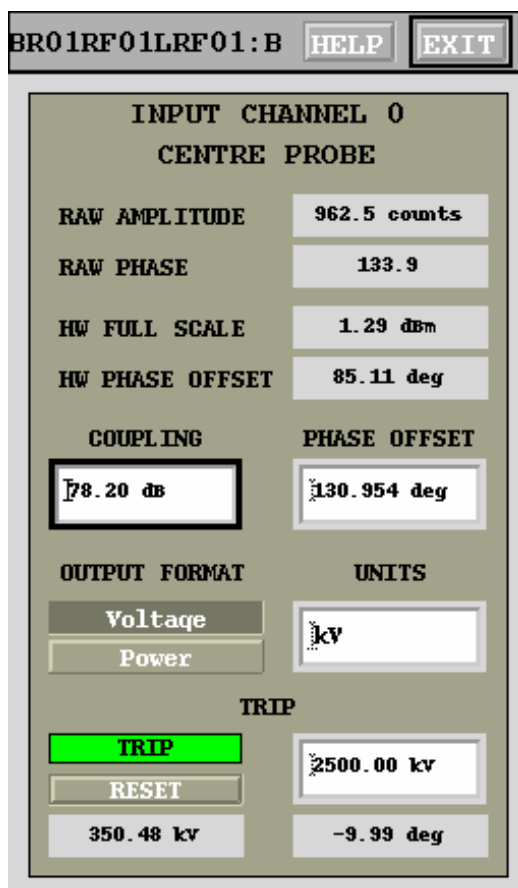 BR01RF01LRF01:B HELP EXIT
INPUT CHANNEL 0
CENTRE PROBE
RAW AMPLITUDE 962.5 counts
RAW PHASE 133.9
HW FULL SCALE 1.29 dBm
HW PHASE OFFSET 85.11 deg
COUPLING PHASE OFFSET
78.20 dB 130.954 deg
OUTPUT FORMAT UNITS
Voltage kV
Power
TRIP
TRIP 2500.00 kV
RESET
350.48 kV -9.99 deg